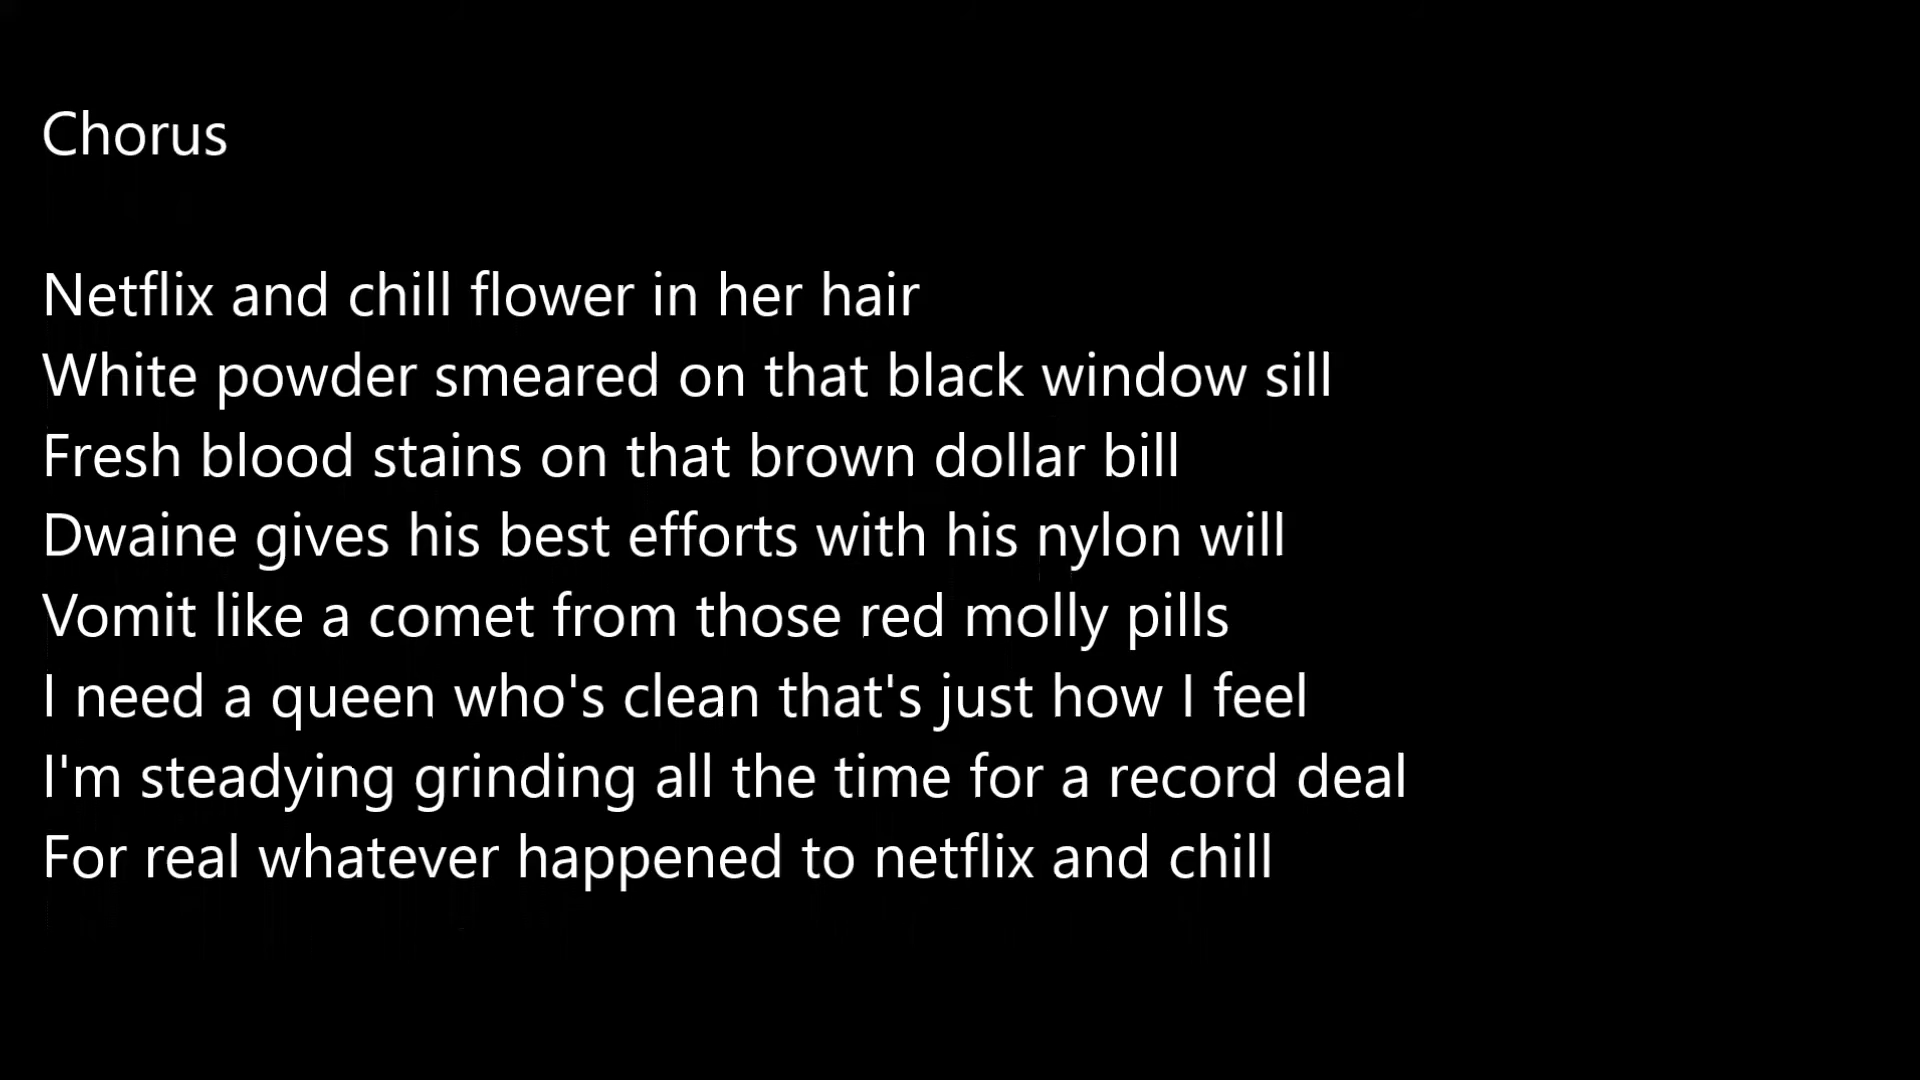 Chorus
Netflix and chill flower in her hair
White powder smeared on that black window sill
Fresh blood stains on that brown dollar bill
Dwaine gives his best efforts with his nylon will
Vomit like a comet from those red molly pills
I need a queen who's clean that's just how I feel
I'm steadying grinding all the time for a record deal
For real whatever happened to netflix and chill